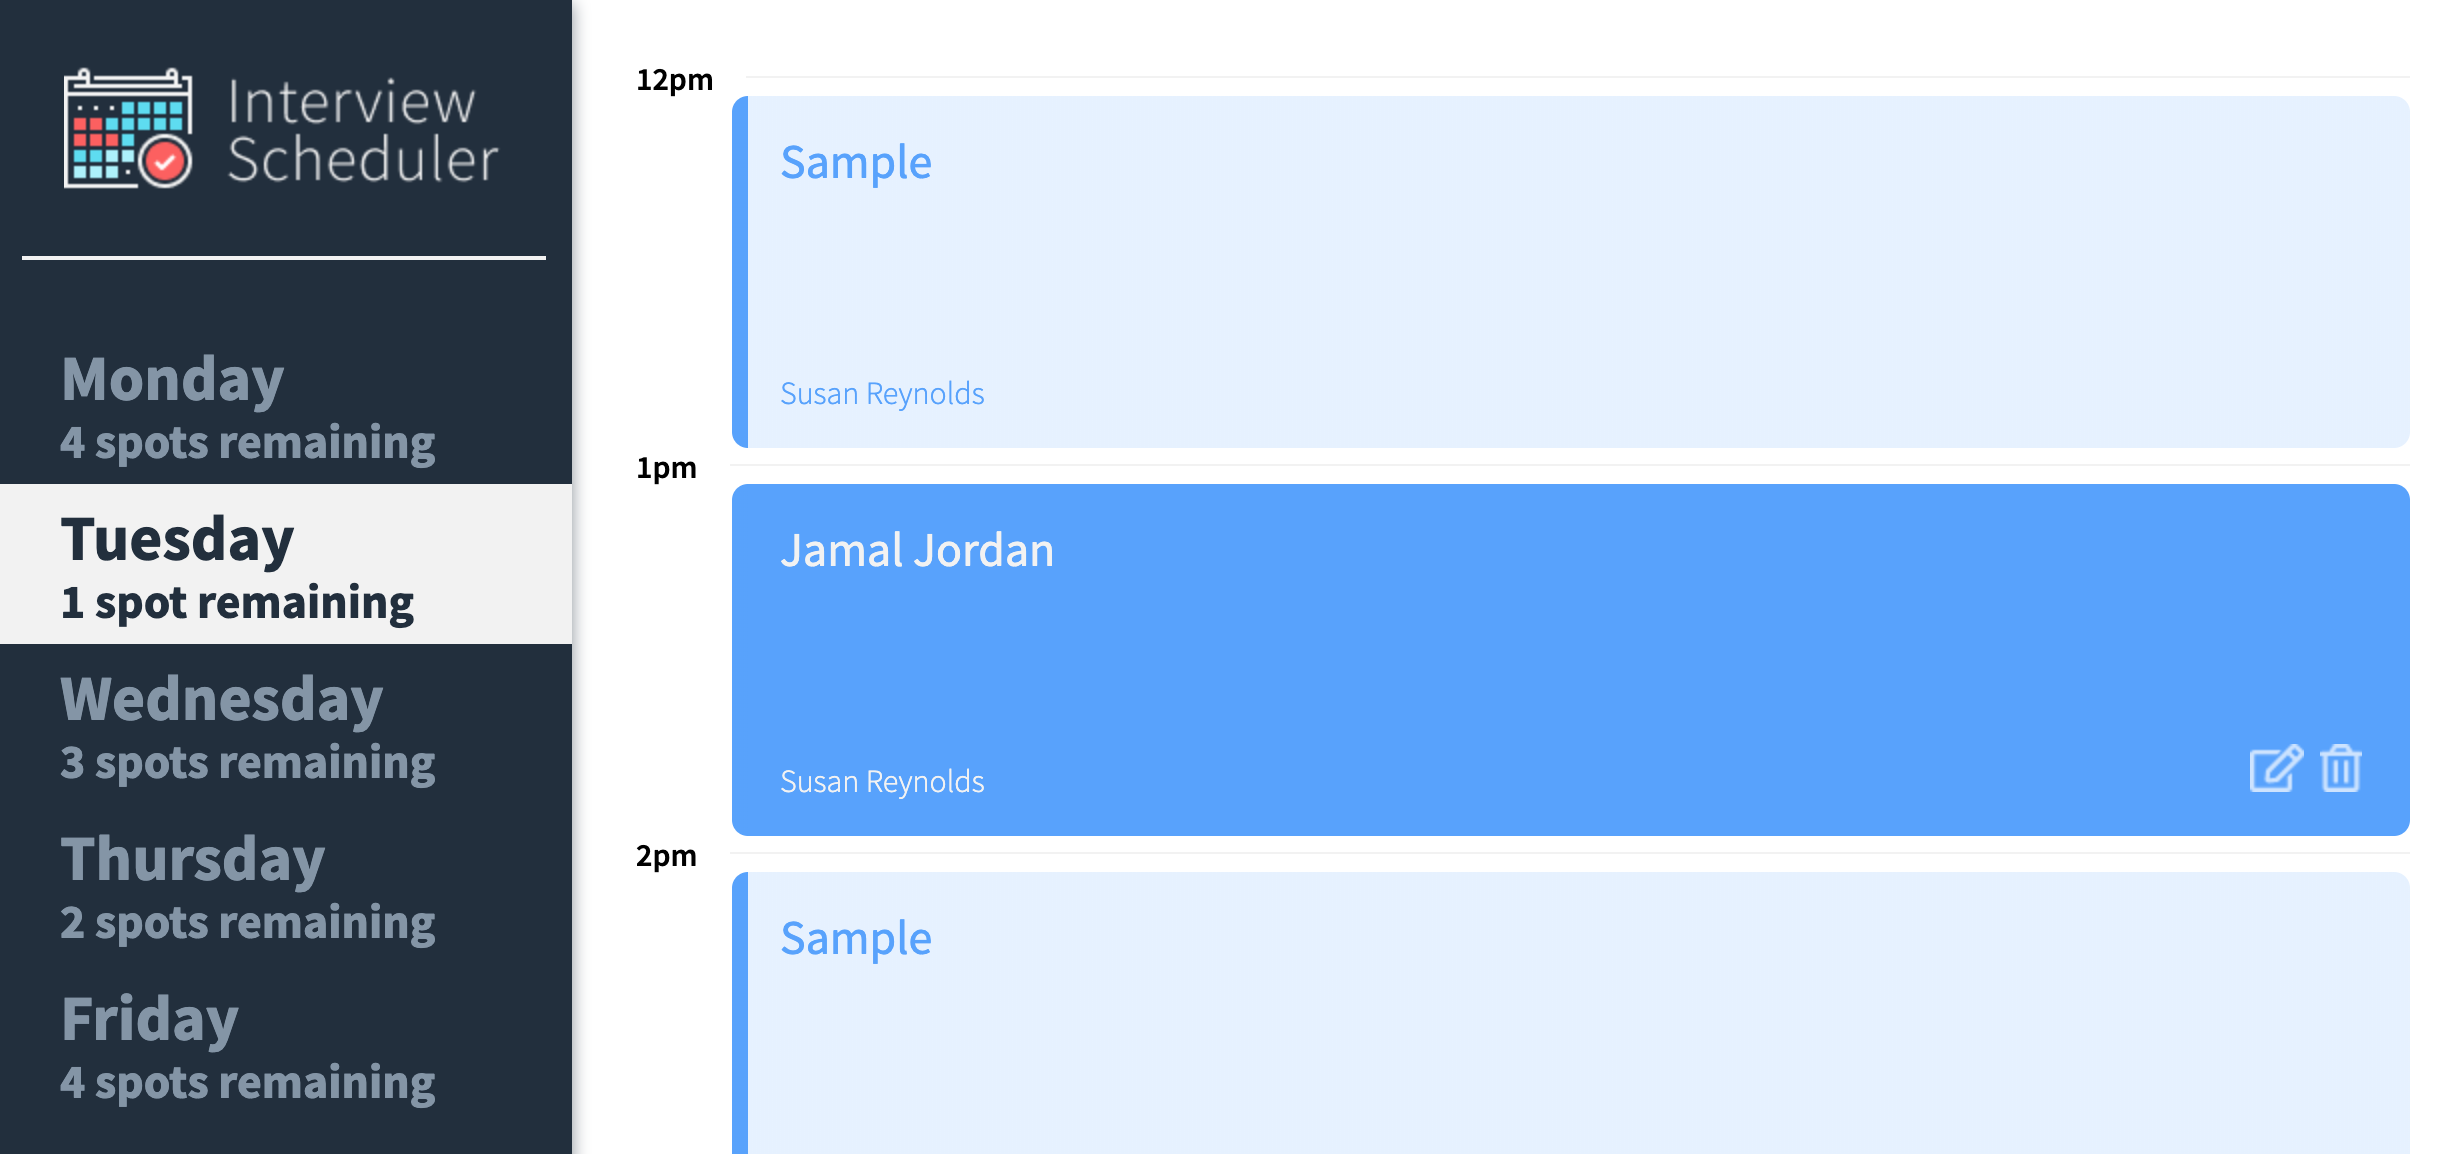 Interview
Scheduler
Monday
4 spots remaining
Tuesday
1 spot remaining
Wednesday
3 spots remaining
Thursday
2 spots remaining
Friday
4 spots remaining
12pm
Sample
Susan Reynolds
1pm
Jamal Jordan
Susan Reynolds
2pm
Sample